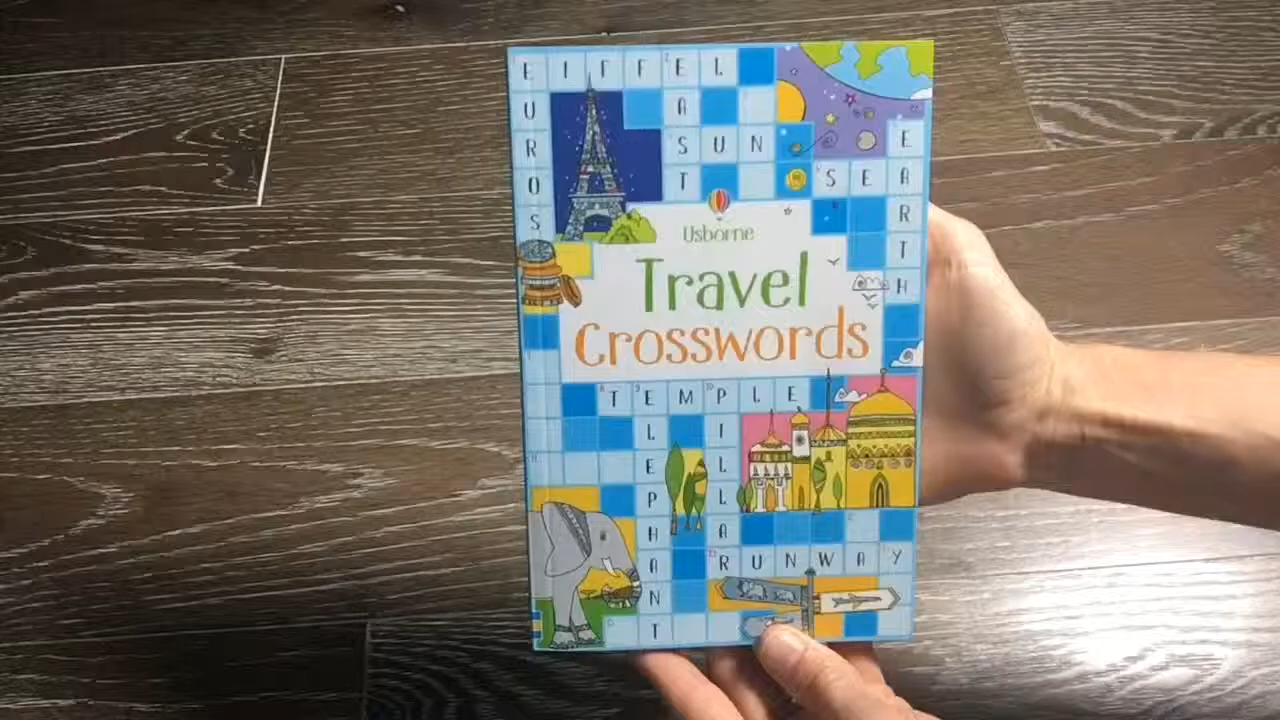 EIFFEL
EUROS
EAST
SUN
SEA
EARTH
Usborne
Travel
Crosswords
TEMPLE
ELEPHANT
PILLAR
RUNWAY